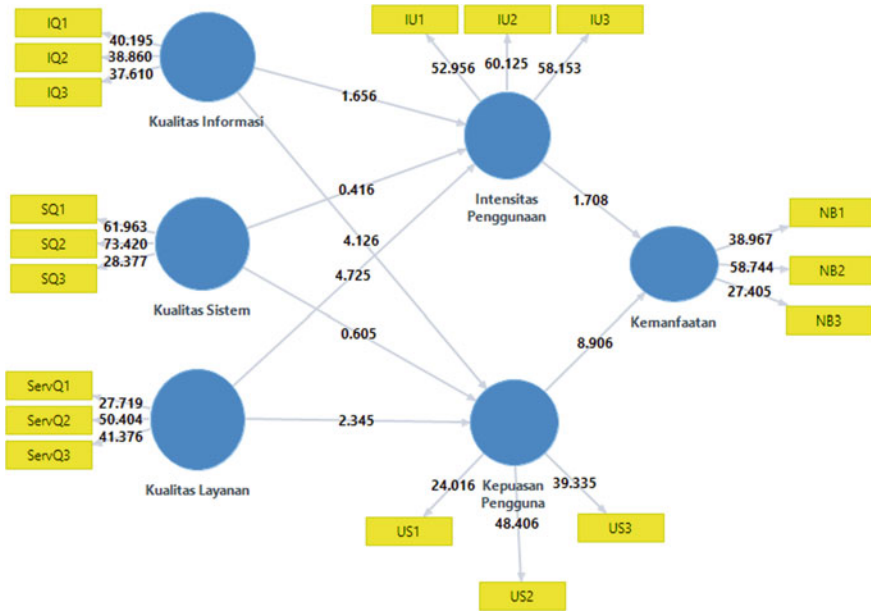 IQ1
IQ2
IQ3
40.195
38.860
37.610
Kualitas Informasi
IU1
IU2
IU3
52.956
60.125
58.153
1.656
Intensitas
Penggunaan
SQ1
SQ2
SQ3
61.963
73.420
28.377
Kualitas Sistem
0.416
4.126
4.725
0.605
1.708
NB1
NB2
NB3
38.967
58.744
27.405
Kemanfaatan
8.906
ServQ1
ServQ2
ServQ3
27.719
50.404
41.376
Kualitas Layanan
2.345
Kepuasan
Pengguna
24.016
48.406
39.335
US1
US2
US3